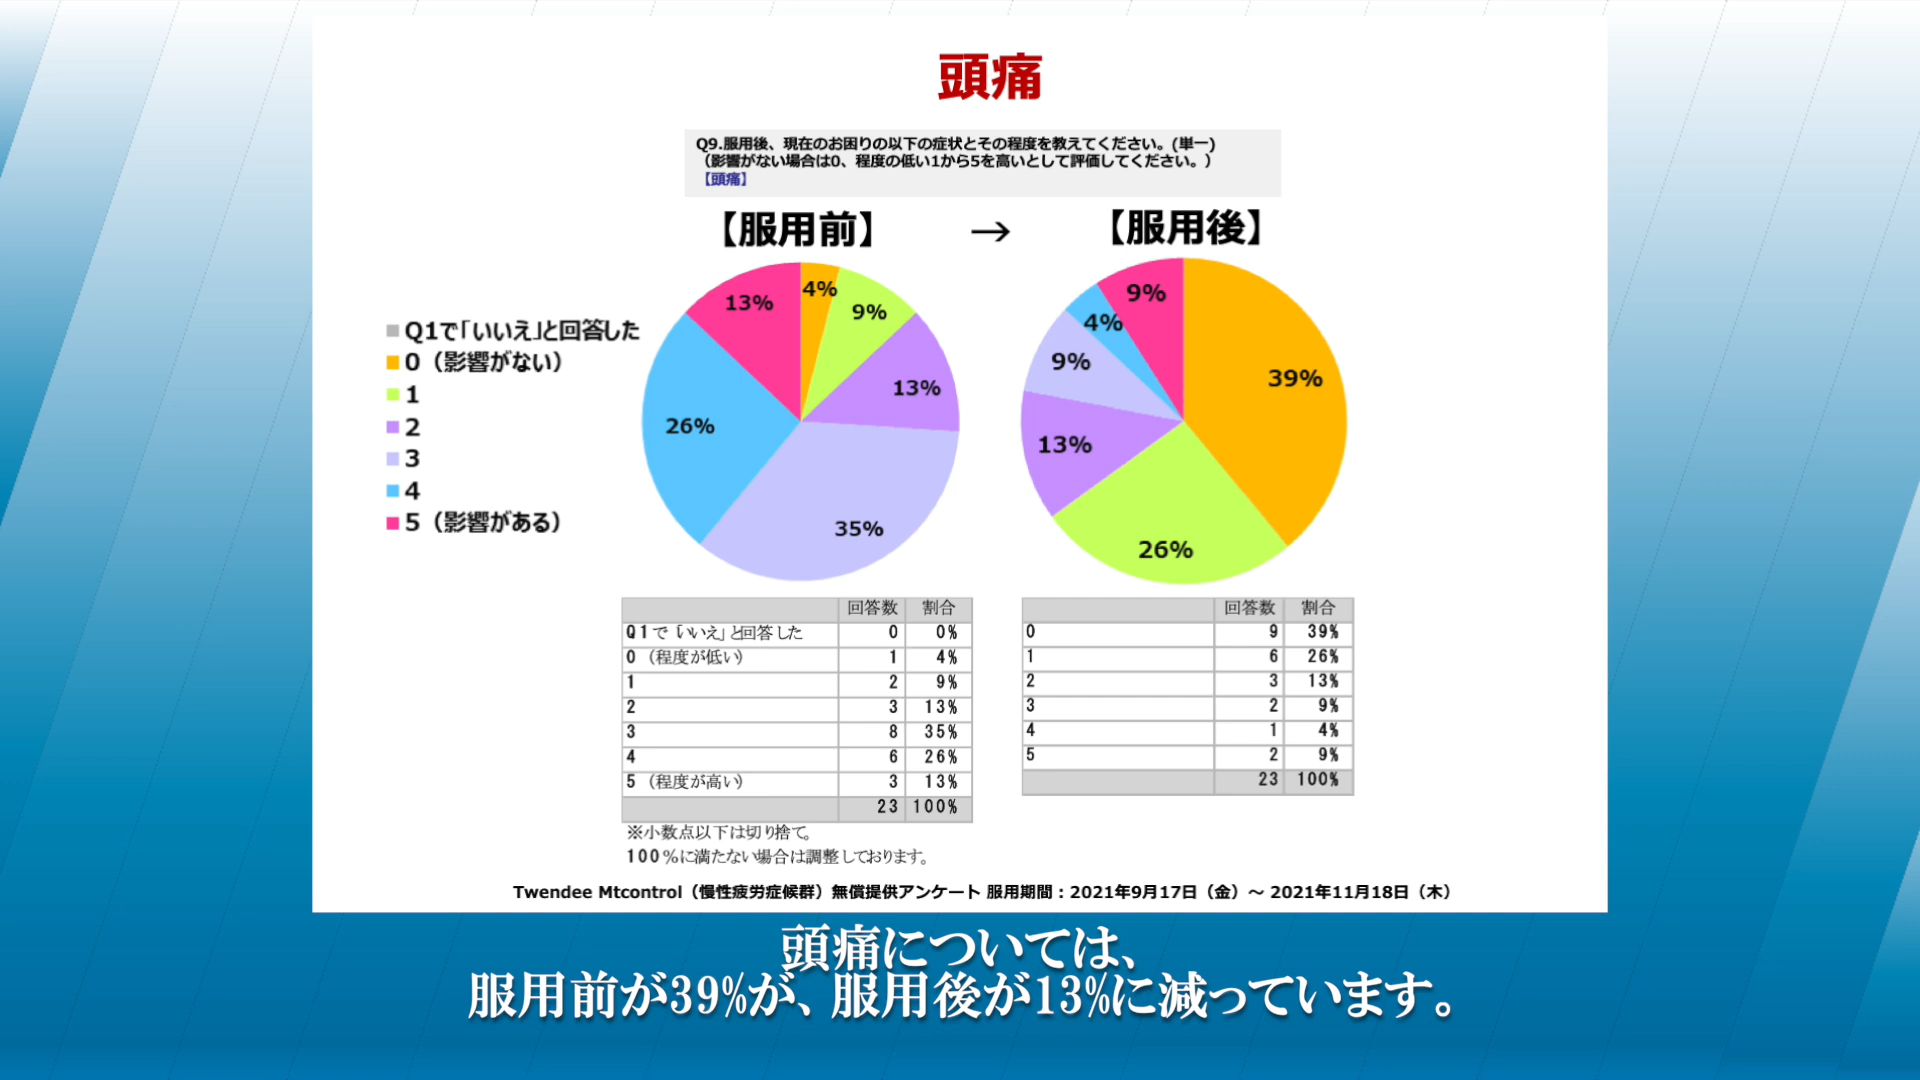 頭痛
Q9.服用後、現在のお困りの以下の症状とその程度を教えてください。(単一)
（影響がない場合は0、程度の低い1から5を高いとして評価してください。）
【頭痛】
【服用前】 → 【服用後】
Q1で「いいえ」と回答した
0（影響がない）
1
2
3
4
5（影響がある）
4%
9%
13%
35%
26%
13%
39%
26%
13%
9%
4%
9%
回答数 割合
Q1で「いいえ」と回答した 0 0%
0（程度が低い） 1 4%
1 2 9%
2 3 13%
3 8 35%
4 6 26%
5（程度が高い） 3 13%
23 100%
※小数点以下は切り捨て。
100%に満たない場合は調整しております。
回答数 割合
0 9 39%
1 6 26%
2 3 13%
3 2 9%
4 1 4%
5 2 9%
23 100%
Twendee Mtcontrol（慢性疲労症候群）無償提供アンケート 服用期間：2021年9月17日（金）～ 2021年11月18日（木）
頭痛については、
服用前が39%が、服用後が13%に減っています。